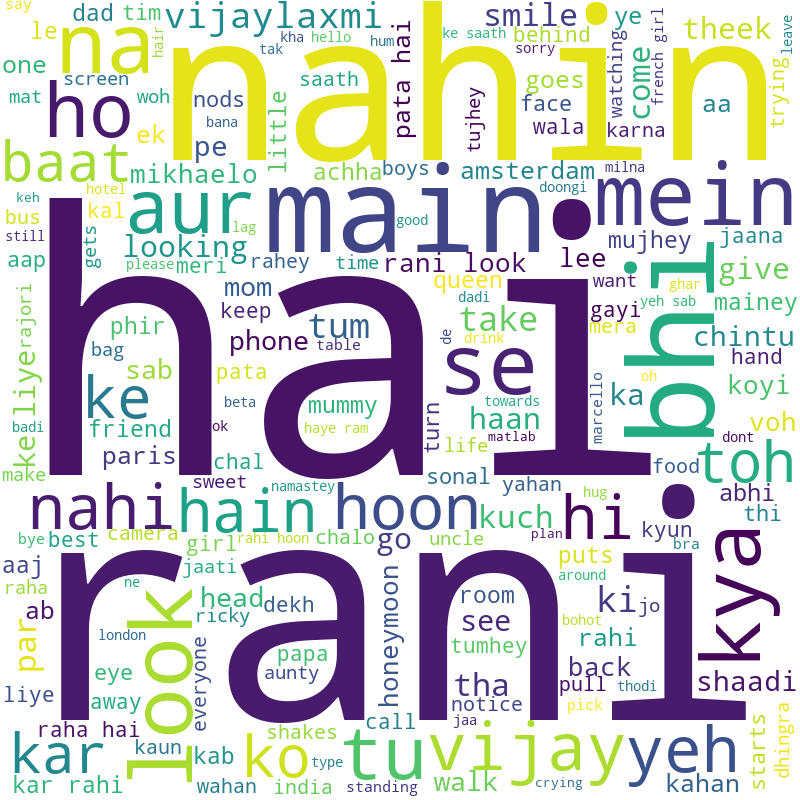 say
dad
tim
vijaylaxmi
smile
ye
theek
le
na
hair
kha
hello
hum
ke saath
behind
sorry
watching
french girl
leave
one
screen
tak
nahin
pata hai
goes
come
trying
mat
woh
nods
saath
face
aa
ho
ek
bana
little
tujhey
wala
karna
baat
pe
mikhaelo
achha
boys
amsterdam
milna
keh
hotel
aur
main
doongi
mein
bus
kal
lag
good
still
gets
looking
mujhey
jaana
aap
please
meri
rahey
time
rani look
lee
bhi
give
rajori
hai
mom
dadi
queen
want
yeh sab
ghar
ke liye
phir
keep
tum
take
gayi
mainey
bag
phone
table
de
drink
mera
chintu
sab
pata
se
oh
hand
ke
beta
mummy
towards
marcello
ka
koyi
badi
friend
ok
haye ram
turn
haan
matlab
voh
dont
paris
chal
life
food
toh
make
sweet
namastey
sonal
yahan
hug
abhi
nahi
hain
hoon
kuch
hi
thi
bye
best
camera
girl
rahi hoon
chalo
go
uncle
plan
kyun
bra
kya
aaj
jaati
puts
raha
ne
rani
around
ab
look
head
dekh
honeymoon
room
ki
jo
par
london
ricky
see
bohot
rahi
eye
papa
tumhey
back
liye
away
everyone
aunty
tha
pull
thodi
shaadi
notice
pick
raha hai
shakes
call
jaa
starts
dhingra
kar
kaun
kab
ko
type
tu
vijay
yeh
kar rahi
wahan
india
standing
walk
crying
kahan